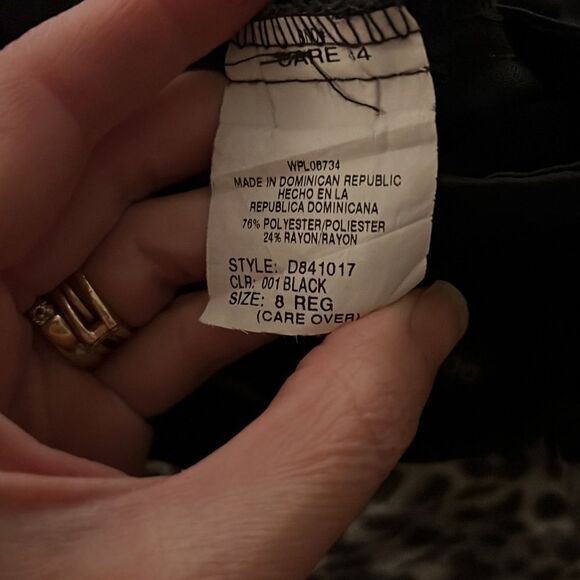 CARE 4
WPL06734
MADE IN DOMINICAN REPUBLIC
HECHO EN LA
REPUBLICA DOMINICANA
76% POLYESTER/POLIESTER
24% RAYON/RAYON
STYLE: D841017
CLR: 001 BLACK
SIZE: 8 REG
(CARE OVER)